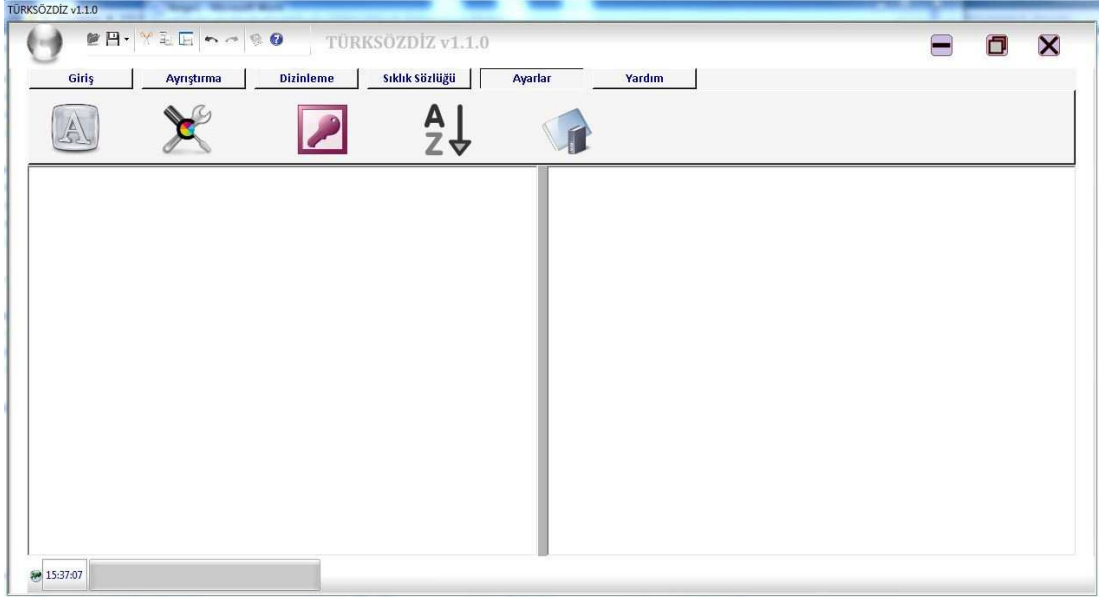 TÜRKSÖZDİZ v1.1.0
TÜRKSÖZDİZ v1.1.0
Giriş Ayrıştırma Dizinleme Sıklık Sözlüğü Ayarlar Yardım
A
A
Z
15:37:07